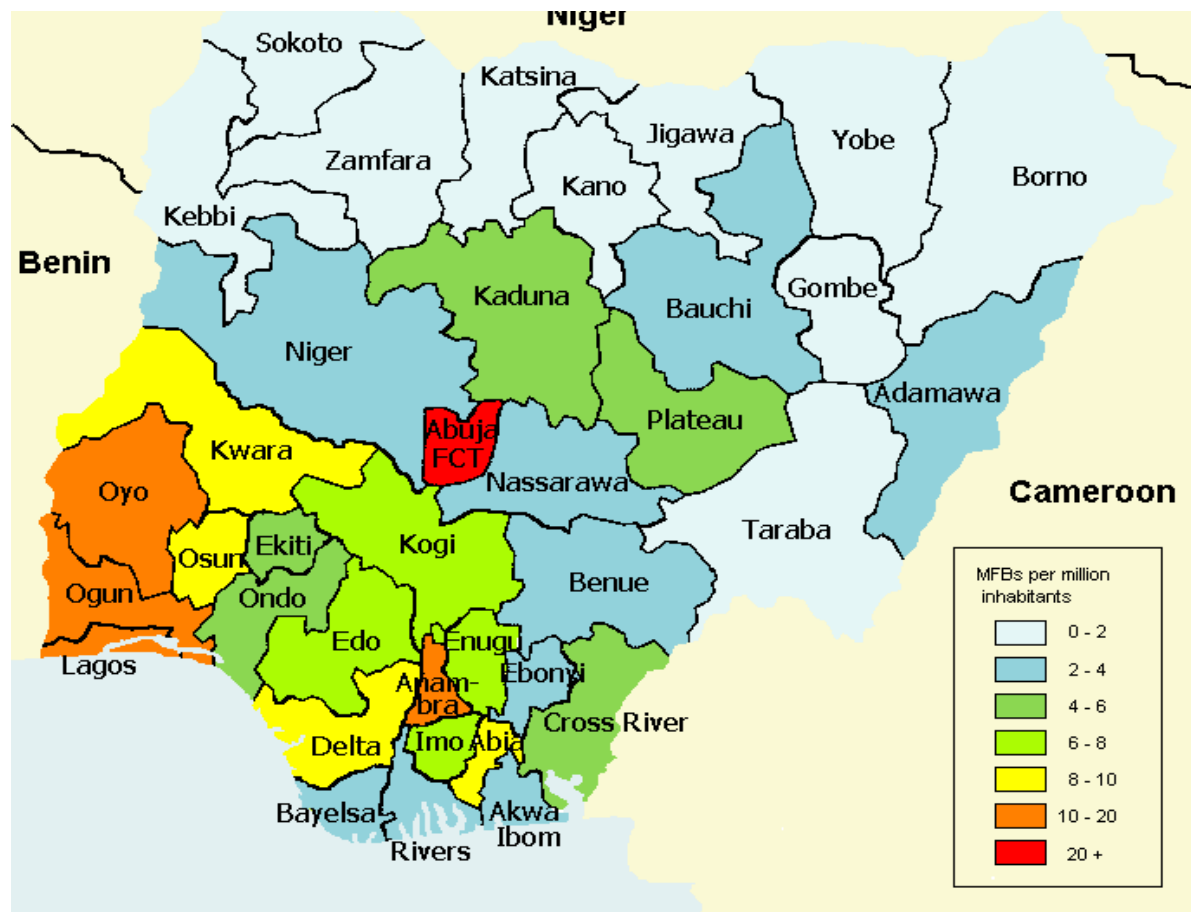 Niger
Sokoto
Katsina
Jigawa
Yobe
Zamfara
Kano
Borno
Kebbi
Benin
Kaduna
Gombe
Bauchi
Niger
Adamawa
Plateau
Abuja
FCT
Kwara
Nassarawa
Oyo
Cameroon
Taraba
Kogi
Ekiti
Osun
Benue
Ogun
Ondo
Edo
Enugu
Lagos
Ebonyi
Anam-
bra
Cross River
Delta
Imo
Abia
Bayelsa
Akwa
Ibom
Rivers
MFBs per million
inhabitants
0 - 2
2 - 4
4 - 6
6 - 8
8 - 10
10 - 20
20 +